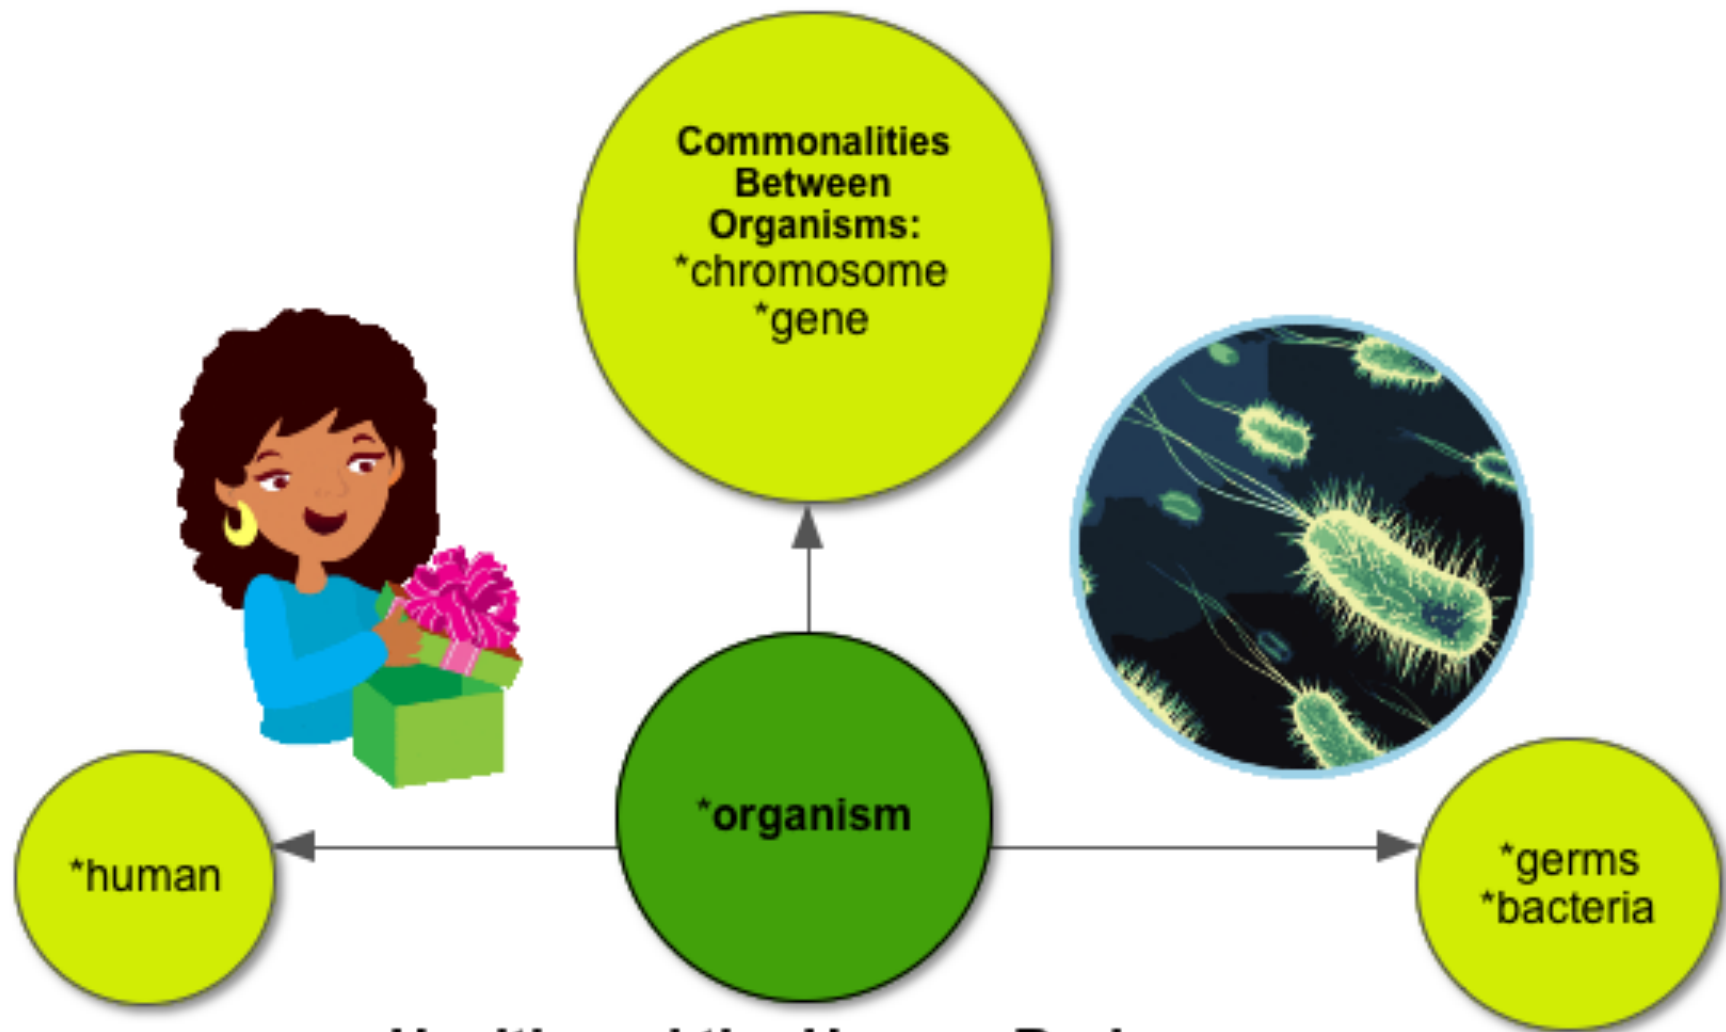 Commonalities
Between
Organisms:
*chromosome
*gene
*organism
*human
*germs
*bacteria